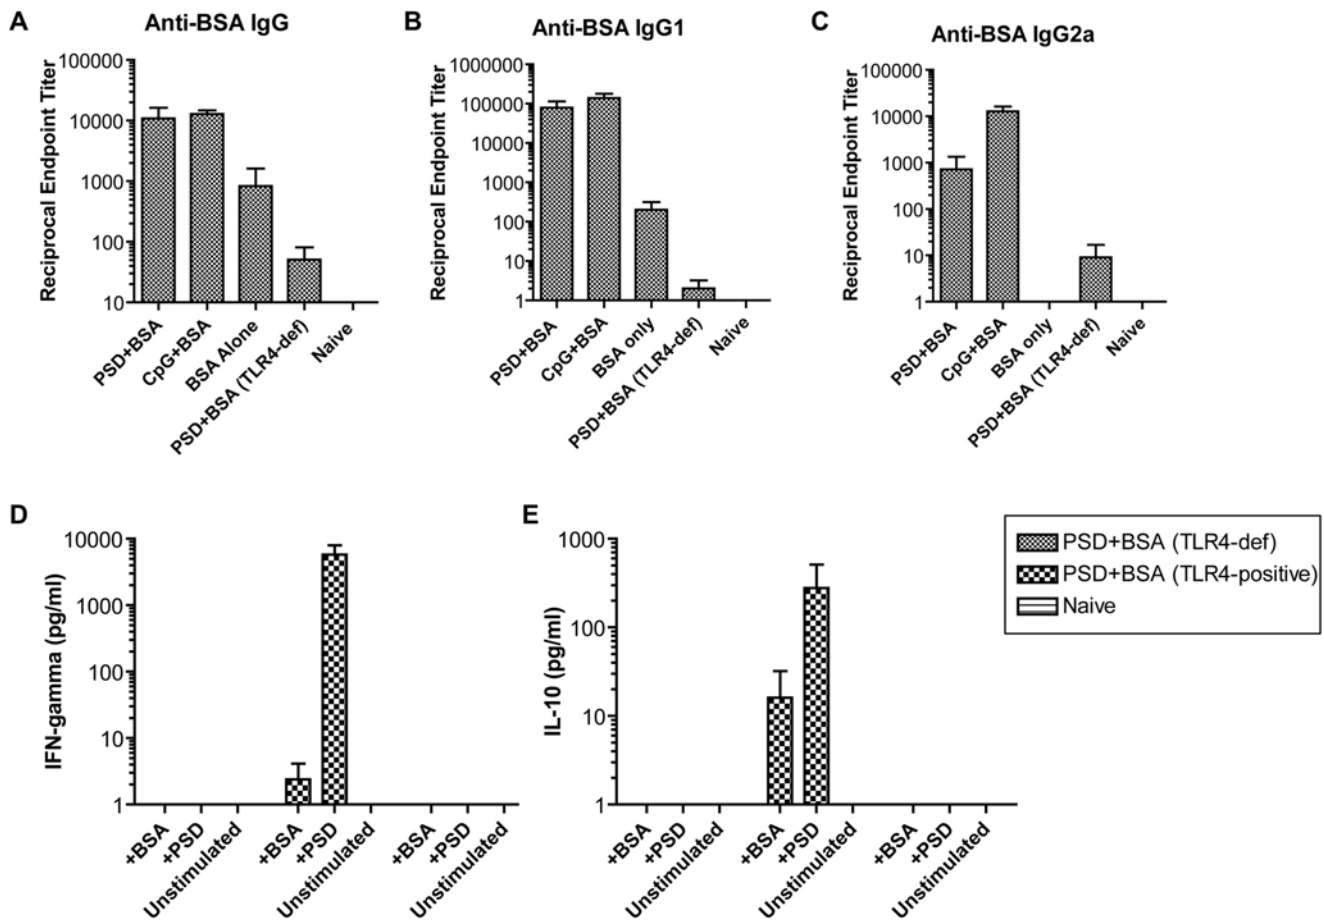 A
Anti-BSA IgG
Reciprocal Endpoint Titer
100000
10000
1000
100
10
PSD+BSA
CpG+BSA
BSA Alone
PSD+BSA (TLR4-def)
Naive
B
Anti-BSA IgG1
Reciprocal Endpoint Titer
1000000
100000
10000
1000
100
10
1
PSD+BSA
CpG+BSA
BSA only
PSD+BSA (TLR4-def)
Naive
C
Anti-BSA IgG2a
Reciprocal Endpoint Titer
100000
10000
1000
100
10
1
PSD+BSA
CpG+BSA
BSA only
PSD+BSA (TLR4-def)
Naive
D
IFN-gamma (pg/ml)
10000
1000
100
10
1
+BSA
+PSD
Unstimulated
+BSA
+PSD
Unstimulated
+BSA
+PSD
Unstimulated
E
IL-10 (pg/ml)
1000
100
10
1
+BSA
+PSD
Unstimulated
+BSA
+PSD
Unstimulated
+BSA
+PSD
Unstimulated
PSD+BSA (TLR4-def)
PSD+BSA (TLR4-positive)
Naive